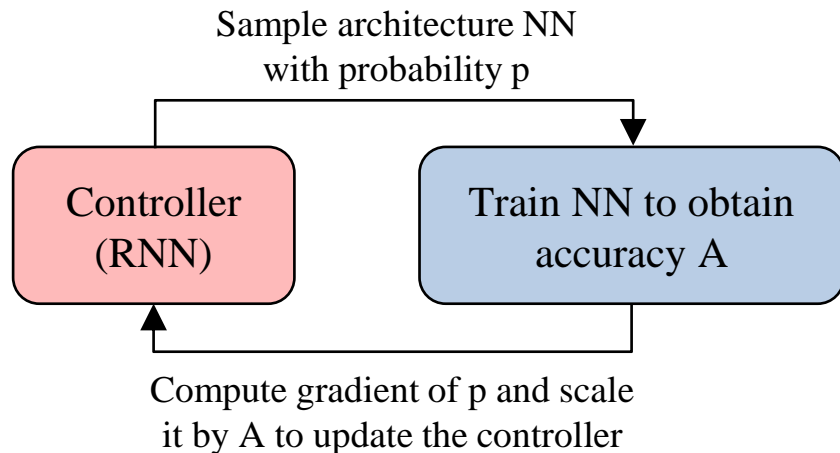 Sample architecture NN
with probability p
Controller
(RNN)
Train NN to obtain
accuracy A
Compute gradient of p and scale
it by A to update the controller